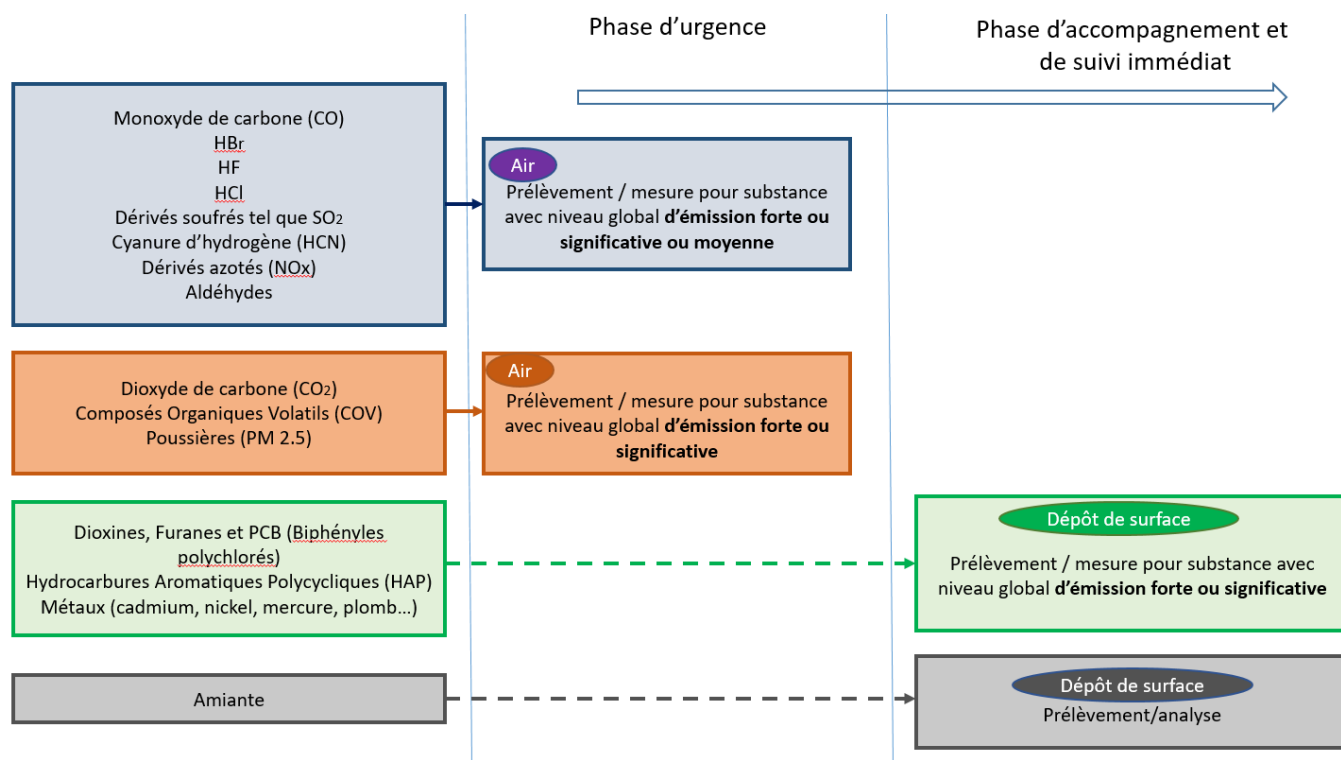 Phase d’urgence
Phase d’accompagnement et
de suivi immédiat
Monoxyde de carbone (CO)
HBr
HF
HCl
Dérivés soufrés tel que SO2
Cyanure d’hydrogène (HCN)
Dérivés azotés (NOx)
Aldéhydes
Air
Prélèvement / mesure pour substance
avec niveau global d’émission forte ou
significative ou moyenne
Dioxyde de carbone (CO2)
Composés Organiques Volatils (COV)
Poussières (PM 2.5)
Air
Prélèvement / mesure pour substance
avec niveau global d’émission forte ou
significative
Dioxines, Furanes et PCB (Biphényles
polychlorés)
Hydrocarbures Aromatiques Polycycliques (HAP)
Métaux (cadmium, nickel, mercure, plomb...)
Dépôt de surface
Prélèvement / mesure pour substance avec
niveau global d’émission forte ou significative
Amiante
Dépôt de surface
Prélèvement/analyse